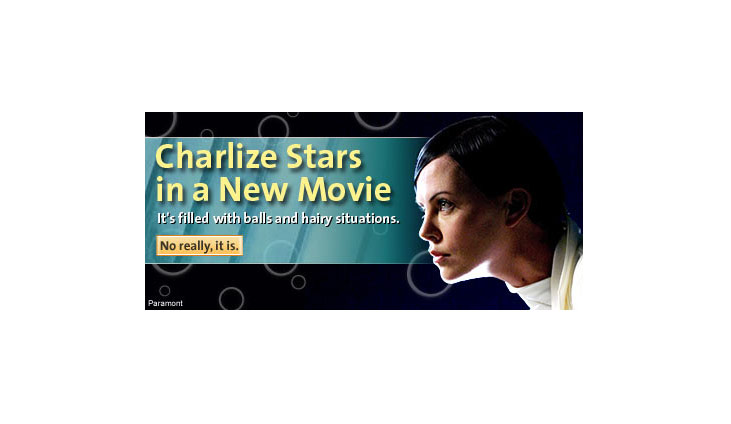 Charlize Stars
in a New Movie
It's filled with balls and hairy situations.
No really, it is.
Paramont